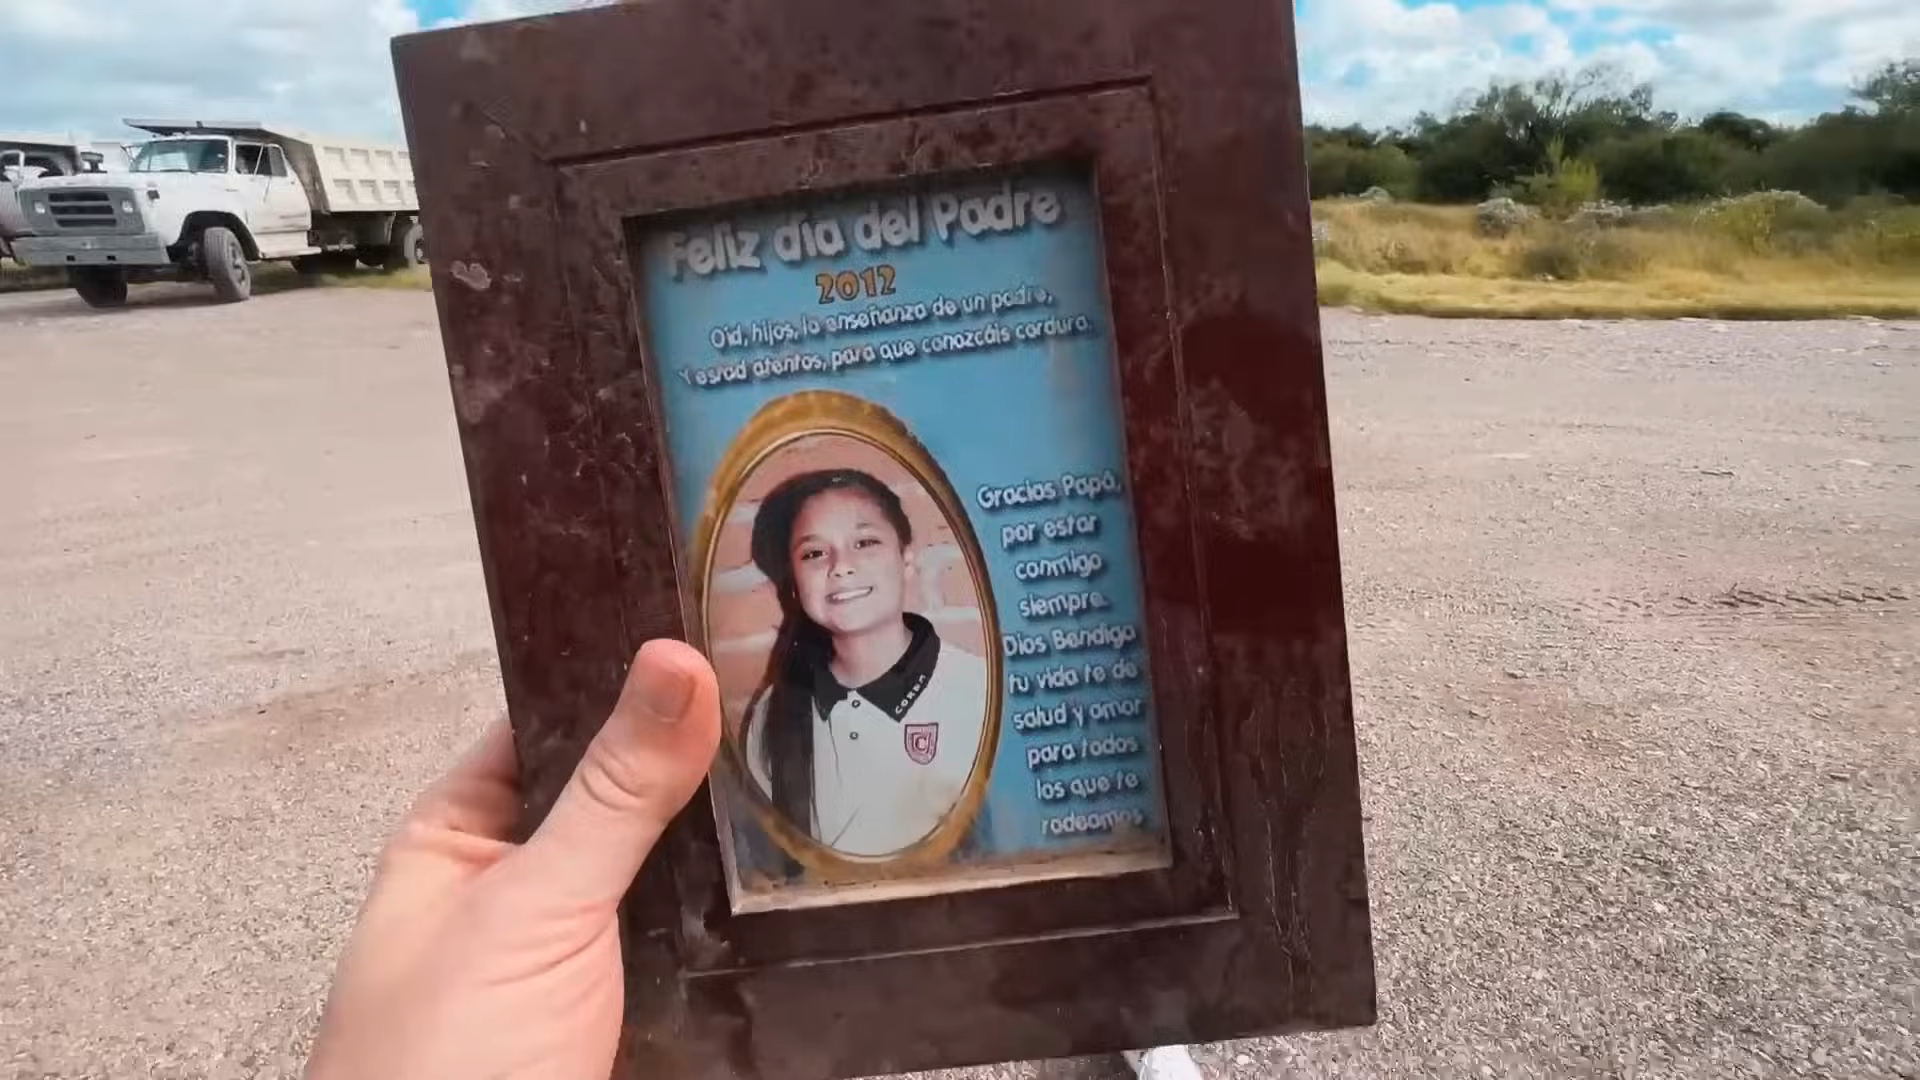 Feliz día del Padre
2012
Oíd, hijos, la enseñanza de un padre,
Y estad atentos, para que conozcáis cordura.
Gracias Papá,
por estar
conmigo
siempre.
Dios Bendiga
tu vida te de
salud y amor
para todos
los que te
rodeamos
C